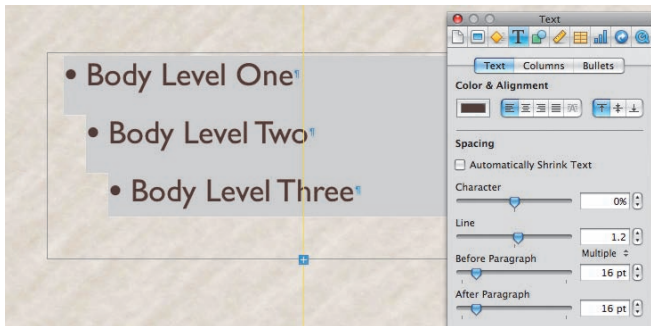 • Body Level One¶
• Body Level Two¶
• Body Level Three¶
Text
T
Text Columns Bullets
Color & Alignment
Spacing
Automatically Shrink Text
Character
0%
Line
1.2
Multiple
Before Paragraph
16 pt
After Paragraph
16 pt